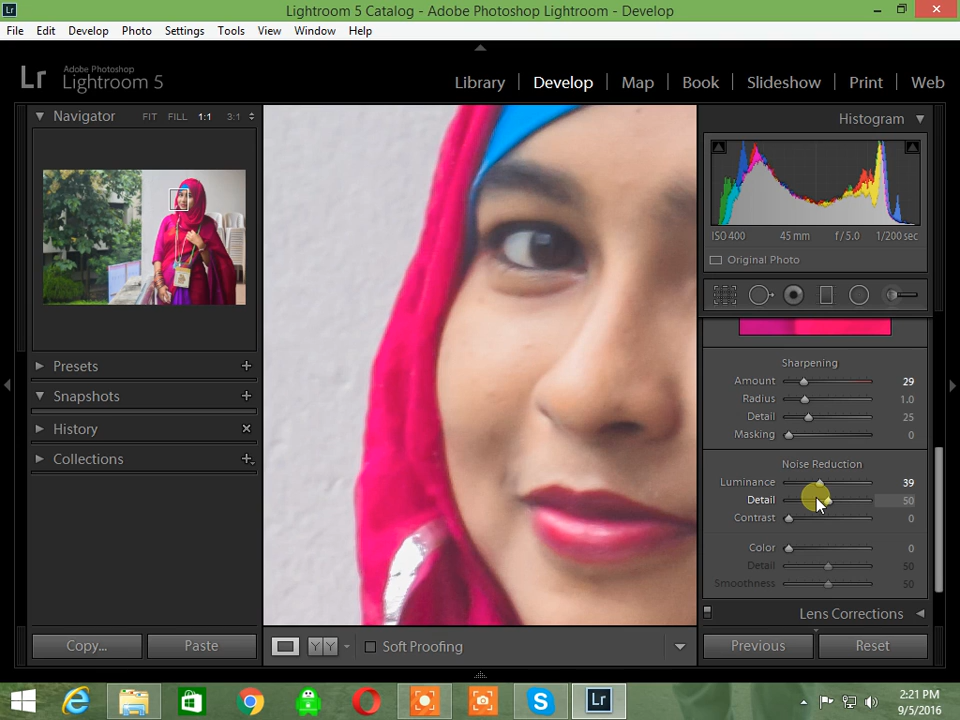 Lr
Lightroom 5 Catalog - Adobe Photoshop Lightroom - Develop
File Edit Develop Photo Settings Tools View Window Help
Lr Adobe Photoshop
Lightroom 5
Library Develop Map Book Slideshow Print Web
Navigator FIT FILL 1:1 3:1
Histogram
ISO 400 45 mm f / 5.0 1/200 sec
Original Photo
Presets
Snapshots
History
Collections
Sharpening
Amount 29
Radius 1.0
Detail 25
Masking 0
Noise Reduction
Luminance 39
Detail 50
Contrast 0
Color 0
Detail 50
Smoothness 50
Lens Corrections
Copy... Paste
YY
Soft Proofing
Previous Reset
Lr
2:21 PM
9/5/2016